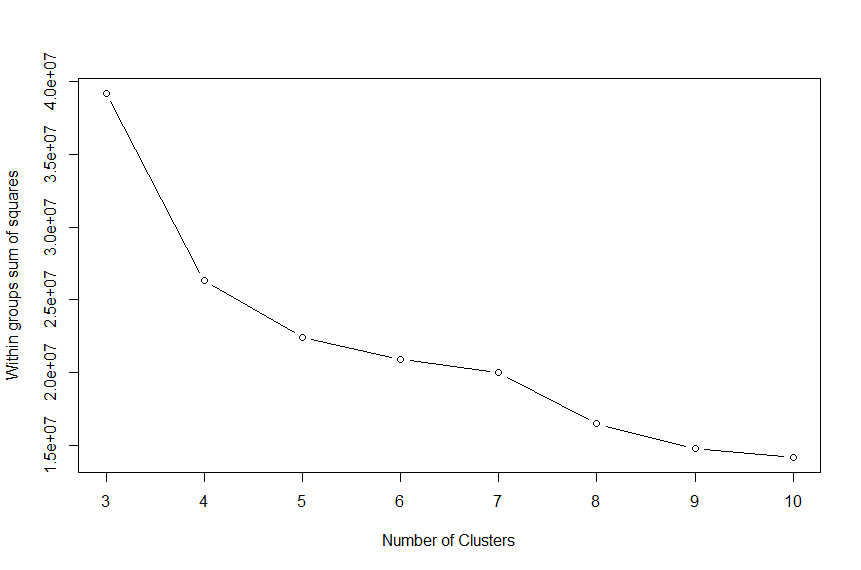 Within groups sum of squares
4.0e+07
3.5e+07
3.0e+07
2.5e+07
2.0e+07
1.5e+07
3 4 5 6 7 8 9 10
Number of Clusters